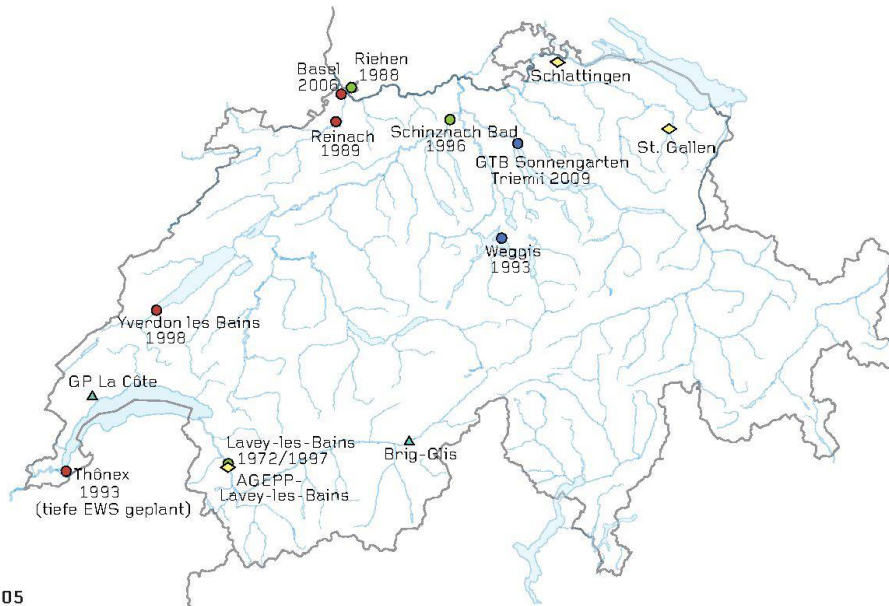 Riehen
1988
Basel
2006
Schlattingen
Reinach
1989
Schinznach Bad
1996
St. Gallen
GTB Sonnengarten
Triemli 2009
Weggis
1993
Yverdon les Bains
1998
GP La Côte
Lavey-les-Bains
1972/1997
Brig-Glis
AGEPP-
Lavey-les-Bains
Thônex
1993
(tiefe EWS geplant)
05